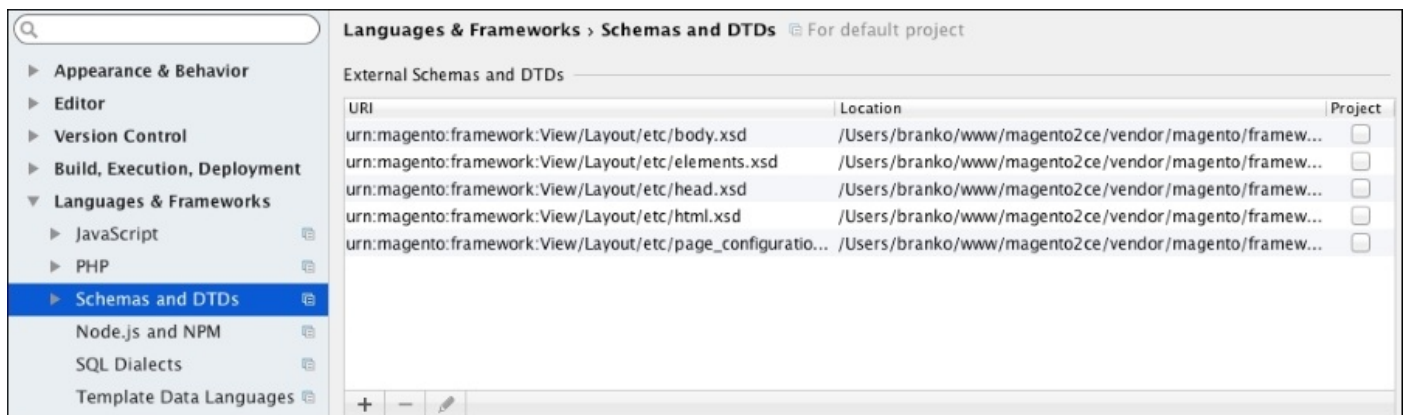 Languages & Frameworks › Schemas and DTDs For default project
Appearance & Behavior
Editor
Version Control
Build, Execution, Deployment
Languages & Frameworks
JavaScript
PHP
Schemas and DTDs
Node.js and NPM
SQL Dialects
Template Data Languages
External Schemas and DTDs
URI Location Project
urn:magento:framework:View/Layout/etc/body.xsd /Users/branko/www/magento2ce/vendor/magento/framew...
urn:magento:framework:View/Layout/etc/elements.xsd /Users/branko/www/magento2ce/vendor/magento/framew...
urn:magento:framework:View/Layout/etc/head.xsd /Users/branko/www/magento2ce/vendor/magento/framew...
urn:magento:framework:View/Layout/etc/html.xsd /Users/branko/www/magento2ce/vendor/magento/framew...
urn:magento:framework:View/Layout/etc/page_configuratio... /Users/branko/www/magento2ce/vendor/magento/framew...